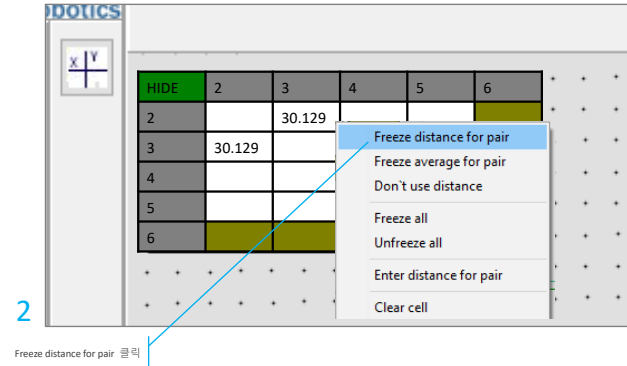 obotics
X Y
HIDE 2 3 4 5 6
2 30.129
3 30.129
4
5
6
Freeze distance for pair
Freeze average for pair
Don`t use distance
Freeze all
Unfreeze all
Enter distance for pair
Clear cell
2
Freeze distance for pair 클릭